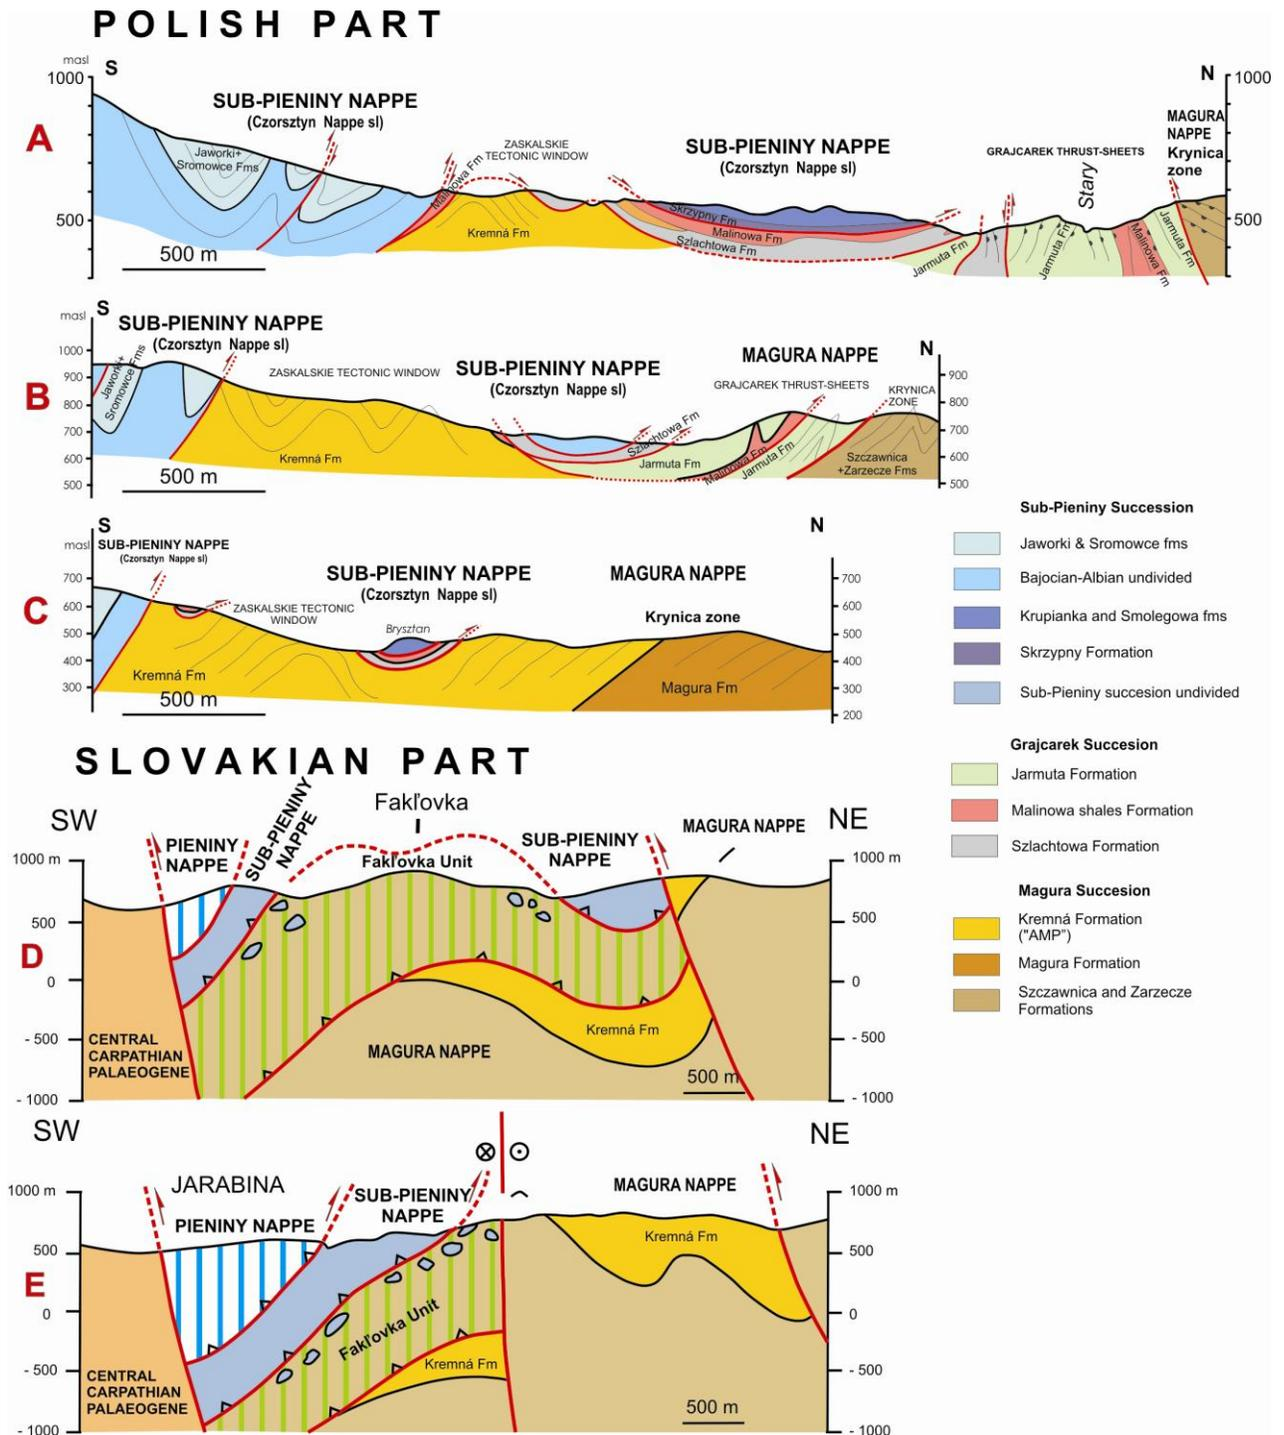 POLISH PART
masl
1000
S
N
1000
SUB-PIENINY NAPPE
(Czorsztyn Nappe sl)
A
Jaworki+
Sromowce Fms
Malinowa Fm
ZASKALSKIE
TECTONIC WINDOW
SUB-PIENINY NAPPE
(Czorsztyn Nappe sl)
GRAJCAREK THRUST-SHEETS
Stary
MAGURA
NAPPE
Krynica
zone
500
500
Kremná Fm
Skrzypny Fm
Malinowa Fm
Szlachtowa Fm
Jarmuta Fm
Jarmuta Fm
Malinowa Fm
Jarmuta Fm
500 m
masl
S
SUB-PIENINY NAPPE
(Czorsztyn Nappe sl)
N
B
1000
900
800
700
600
500
Jaworki+
Sromowce Fms
ZASKALSKIE TECTONIC WINDOW
SUB-PIENINY NAPPE
(Czorsztyn Nappe sl)
MAGURA NAPPE
GRAJCAREK THRUST-SHEETS
KRYNICA
ZONE
900
800
700
600
500
Kremná Fm
Szlachtowa Fm
Jarmuta Fm
Malinowa Fm
Jarmuta Fm
Szczawnica
+Zarzecze Fms
500 m
S
N
masl
SUB-PIENINY NAPPE
(Czorsztyn Nappe sl)
C
700
600
500
400
300
ZASKALSKIE TECTONIC
WINDOW
SUB-PIENINY NAPPE
(Czorsztyn Nappe sl)
Brysztan
MAGURA NAPPE
Krynica zone
700
600
500
400
300
200
Kremná Fm
Magura Fm
500 m
Sub-Pieniny Succession
Jaworki & Sromowce fms
Bajocian-Albian undivided
Krupianka and Smolegowa fms
Skrzypny Formation
Sub-Pieniny succesion undivided
Grajcarek Succesion
Jarmuta Formation
Malinowa shales Formation
Szlachtowa Formation
Magura Succesion
Kremná Formation
("AMP")
Magura Formation
Szczawnica and Zarzecze
Formations
SLOVAKIAN PART
SW
NE
PIENINY
NAPPE
SUB-PIENINY
NAPPE
Fakľovka
Fakľovka Unit
SUB-PIENINY
NAPPE
MAGURA NAPPE
1000 m
500
0
- 500
- 1000
D
1000 m
500
0
- 500
- 1000
CENTRAL
CARPATHIAN
PALAEOGENE
MAGURA NAPPE
Kremná Fm
500 m
SW
NE
JARABINA
PIENINY NAPPE
SUB-PIENINY
NAPPE
MAGURA NAPPE
1000 m
500
0
- 500
- 1000
E
1000 m
500
0
- 500
- 1000
Kremná Fm
Fakľovka Unit
Kremná Fm
CENTRAL
CARPATHIAN
PALAEOGENE
500 m